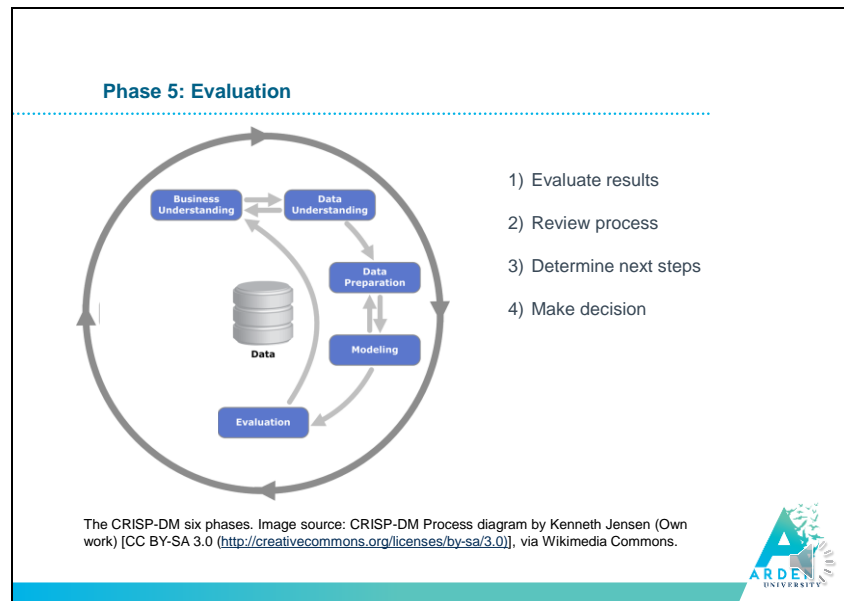 Phase 5: Evaluation
Business
Understanding
Data
Understanding
Data
Preparation
Modeling
Evaluation
Data
1) Evaluate results
2) Review process
3) Determine next steps
4) Make decision
The CRISP-DM six phases. Image source: CRISP-DM Process diagram by Kenneth Jensen (Own
work) [CC BY-SA 3.0 (http://creativecommons.org/licenses/by-sa/3.0)], via Wikimedia Commons.
UNIVERSITY